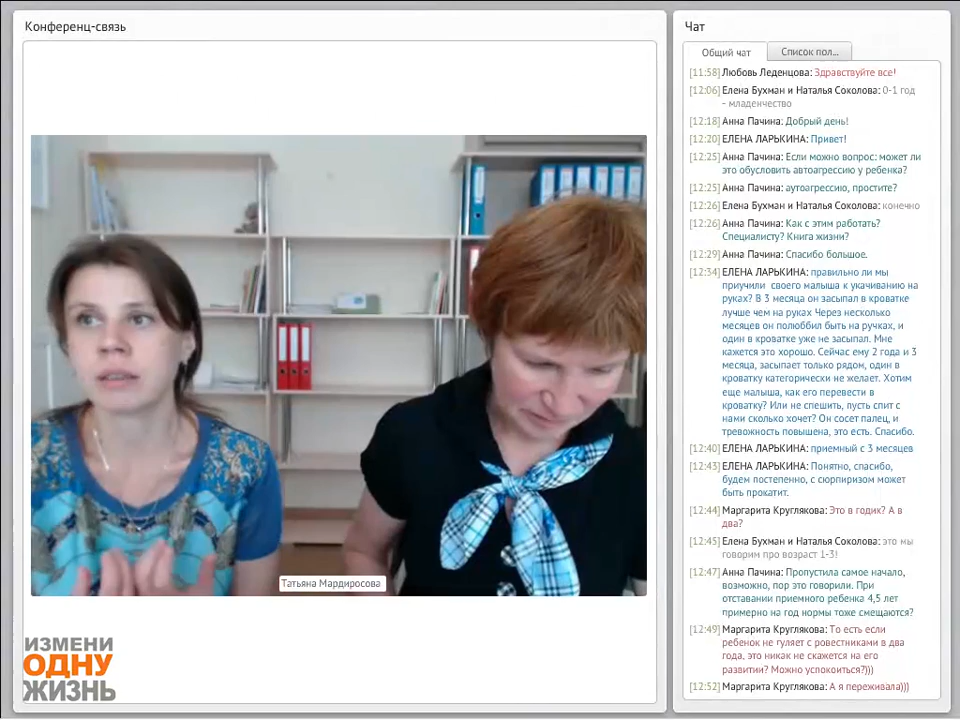 Конференц-связь
Татьяна Мардиросова
ИЗМЕНИ
ОДНУ
ЖИЗНЬ
Чат
Общий чат
Список пол...
[11:58] Любовь Леденцова: Здравствуйте все!
[12:06] Елена Бухман и Наталья Соколова: 0-1 год
- младенчество
[12:18] Анна Пачина: Добрый день!
[12:20] ЕЛЕНА ЛАРЬКИНА: Привет!
[12:25] Анна Пачина: Если можно вопрос: может ли
это обусловить автоагрессию у ребенка?
[12:25] Анна Пачина: аутоагрессию, простите?
[12:26] Елена Бухман и Наталья Соколова: конечно
[12:26] Анна Пачина: Как с этим работать?
Специалисту? Книга жизни?
[12:29] Анна Пачина: Спасибо большое.
[12:34] ЕЛЕНА ЛАРЬКИНА: правильно ли мы
приучили своего малыша к укачиванию на
руках? В 3 месяца он засыпал в кроватке
лучше чем на руках Через несколько
месяцев он полюббил быть на ручках, и
один в кроватке уже не засыпал. Мне
кажется это хорошо. Сейчас ему 2 года и 3
месяца, засыпает только рядом, один в
кроватку категорически не желает. Хотим
еще малыша, как его перевести в
кроватку? Или не спешить, пусть спит с
нами сколько хочет? Он сосет палец, и
тревожность повышена, это есть. Спасибо.
[12:40] ЕЛЕНА ЛАРЬКИНА: приемный с 3 месяцев
[12:43] ЕЛЕНА ЛАРЬКИНА: Понятно, спасибо,
будем постепенно, с сюрпиризом может
быть прокатит.
[12:44] Маргарита Круглякова: Это в годик? А в
два?
[12:45] Елена Бухман и Наталья Соколова: это мы
говорим про возраст 1-3!
[12:47] Анна Пачина: Пропустила самое начало,
возможно, пор это говорили. При
отставании приемного ребенка 4,5 лет
примерно на год нормы тоже смещаются?
[12:49] Маргарита Круглякова: То есть если
ребенок не гуляет с ровестниками в два
года, это никак не скажется на его
развитии? Можно успокоиться?)))
[12:52] Маргарита Круглякова: А я переживала)))